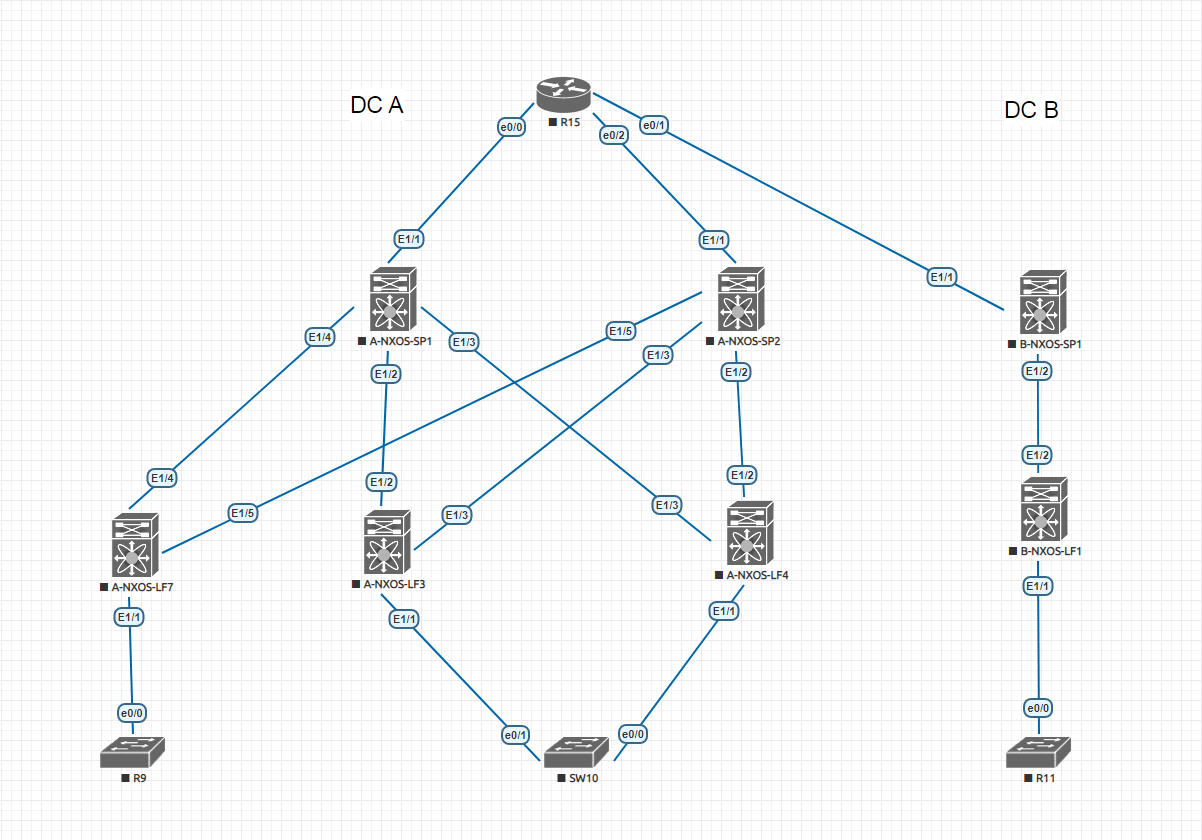 DC A
DC B
R15
e0/0
e0/2
e0/1
E1/1
E1/1
E1/1
A-NXOS-SP1
A-NXOS-SP2
B-NXOS-SP1
E1/4
E1/3
E1/5
E1/3
E1/2
E1/2
E1/2
E1/4
E1/2
E1/2
E1/2
E1/5
E1/3
E1/3
A-NXOS-LF7
A-NXOS-LF3
A-NXOS-LF4
B-NXOS-LF1
E1/1
E1/1
E1/1
E1/1
e0/0
e0/1
e0/0
e0/0
R9
SW10
R11